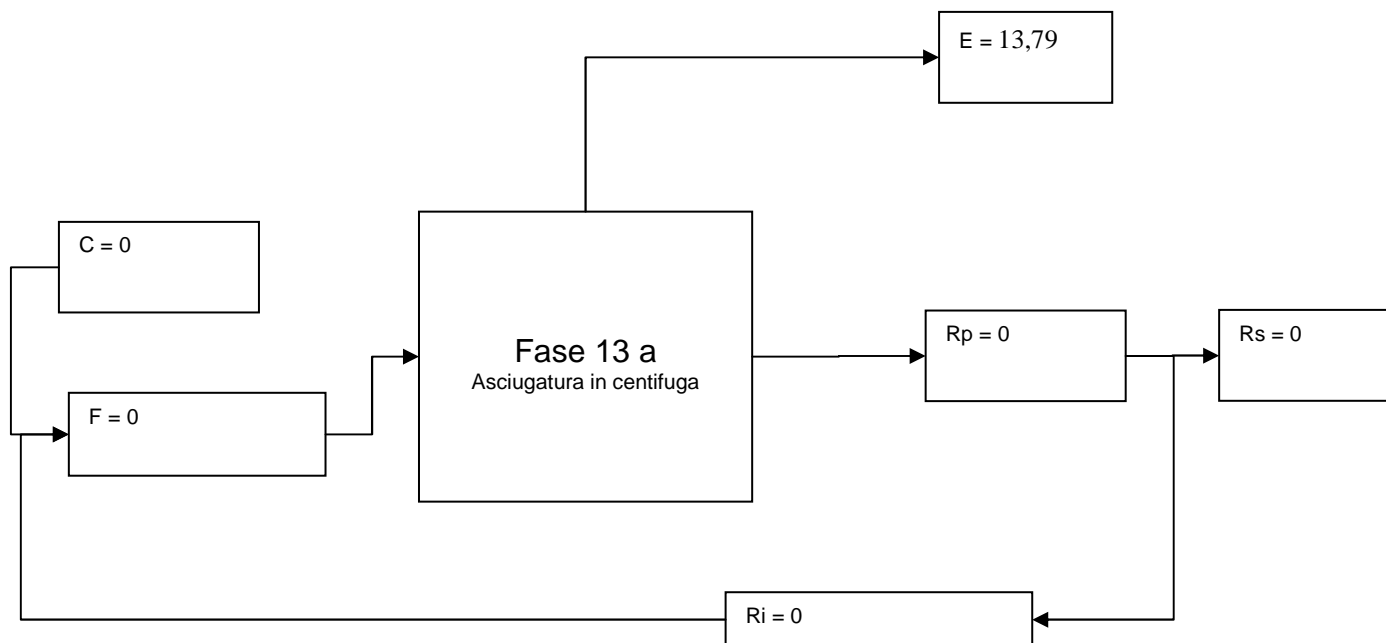 E = 13,79
C = 0
Fase 13 a
Asciugatura in centifuga
Rp = 0
Rs = 0
F = 0
Ri = 0